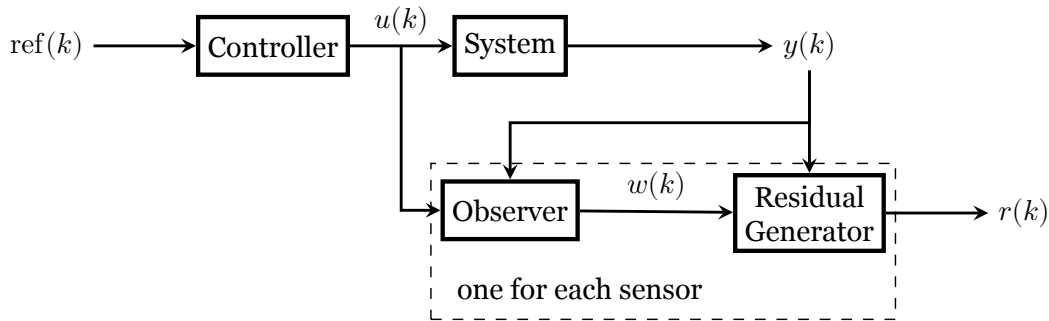 u(k)
ref(k)
Controller
System
y(k)
w(k)
Observer
Residual
Generator
r(k)
one for each sensor